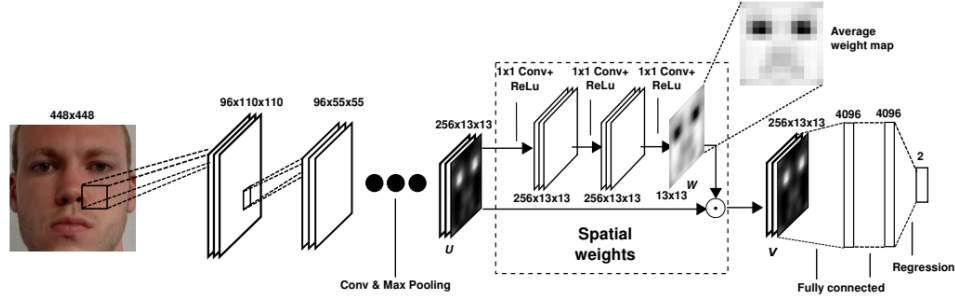 448x448
96x110x110
96x55x55
Conv & Max Pooling
256x13x13
U
1x1 Conv+
ReLu
1x1 Conv+
ReLu
1x1 Conv+
ReLu
256x13x13
256x13x13
13x13
W
Spatial
weights
Average
weight map
256x13x13
V
4096
4096
2
Fully connected
Regression